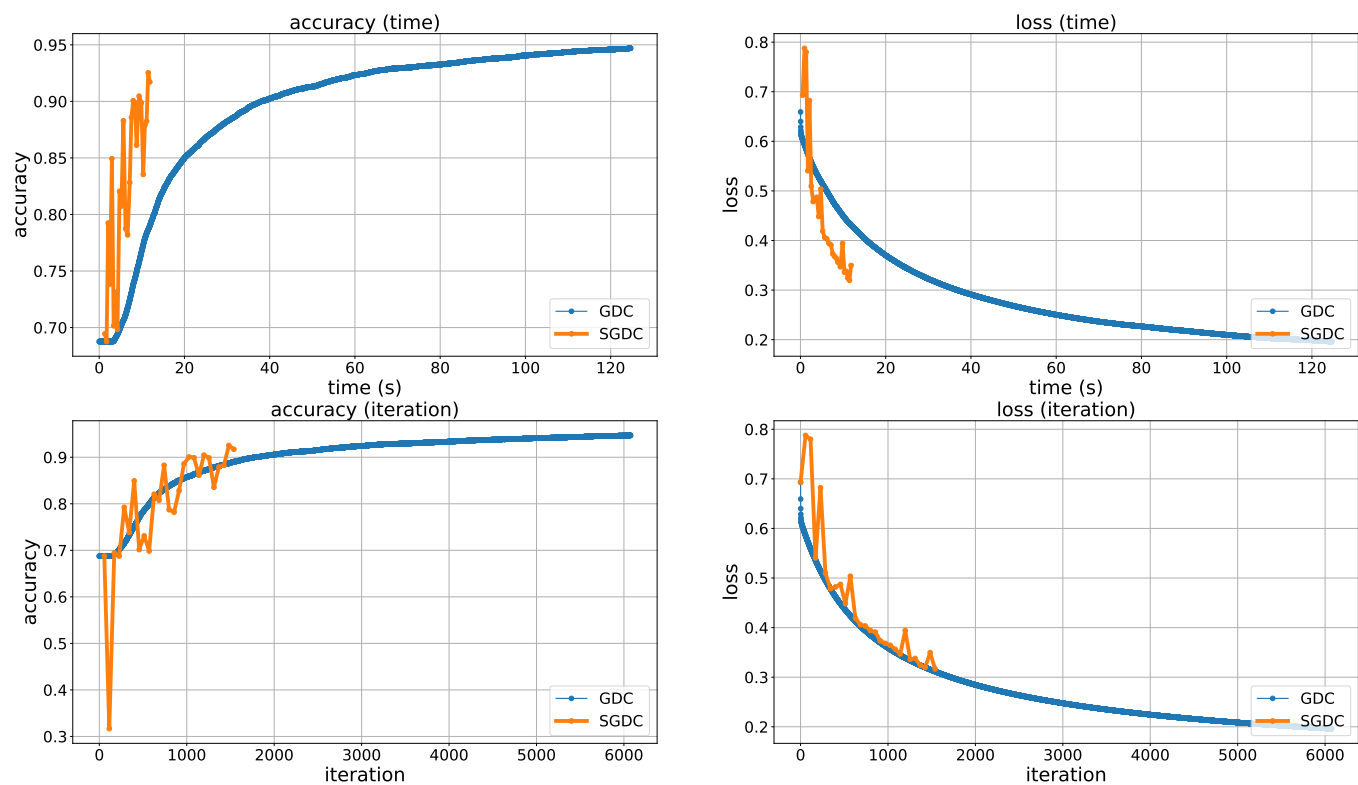 accuracy (time)
accuracy
0.95
0.90
0.85
0.80
0.75
0.70
0 20 40 60 80 100 120
time (s)
GDC
SGDC
loss (time)
loss
0.8
0.7
0.6
0.5
0.4
0.3
0.2
0 20 40 60 80 100 120
time (s)
GDC
SGDC
accuracy (iteration)
accuracy
0.9
0.8
0.7
0.6
0.5
0.4
0.3
0 1000 2000 3000 4000 5000 6000
iteration
GDC
SGDC
loss (iteration)
loss
0.8
0.7
0.6
0.5
0.4
0.3
0.2
0 1000 2000 3000 4000 5000 6000
iteration
GDC
SGDC